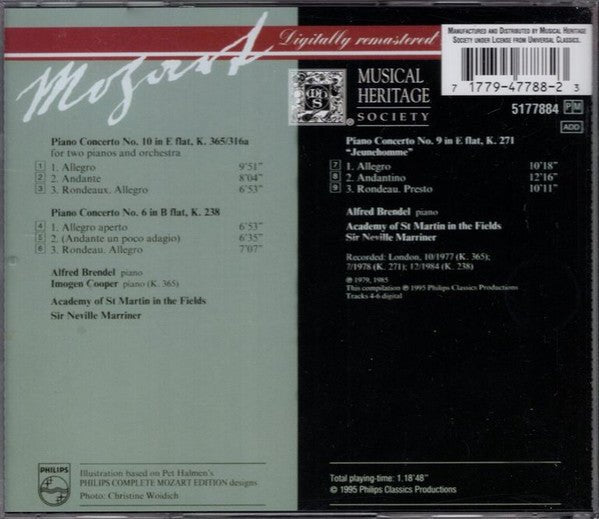 Mozart
Digitally remastered
MANUFACTURED AND DISTRIBUTED BY MUSICAL HERITAGE
SOCIETY UNDER LICENSE FROM UNIVERSAL CLASSICS.
7 1779-47788-2 3
MHS
MUSICAL
HERITAGE
SOCIETY
5177884 PM
ADD
Piano Concerto No. 10 in E flat, K. 365/316a
for two pianos and orchestra
1 1. Allegro 9'51"
2 2. Andante 8'04"
3 3. Rondeaux. Allegro 6'53"
Piano Concerto No. 6 in B flat, K. 238
4 1. Allegro aperto 6'53"
5 2. (Andante un poco adagio) 6'35"
6 3. Rondeau. Allegro 7'07"
Alfred Brendel piano
Imogen Cooper piano (K. 365)
Academy of St Martin in the Fields
Sir Neville Marriner
Piano Concerto No. 9 in E flat, K. 271
"Jeunehomme"
7 1. Allegro 10'18"
8 2. Andantino 12'16"
9 3. Rondeau. Presto 10'11"
Alfred Brendel piano
Academy of St Martin in the Fields
Sir Neville Marriner
Recorded: London, 10/1977 (K. 365);
7/1978 (K. 271); 12/1984 (K. 238)
℗ 1979, 1985
This compilation ℗ 1995 Philips Classics Productions
Tracks 4-6 digital
PHILIPS
Illustration based on Pet Halmen's
PHILIPS COMPLETE MOZART EDITION designs
Photo: Christine Woidich
Total playing-time: 1.18'48"
© 1995 Philips Classics Productions